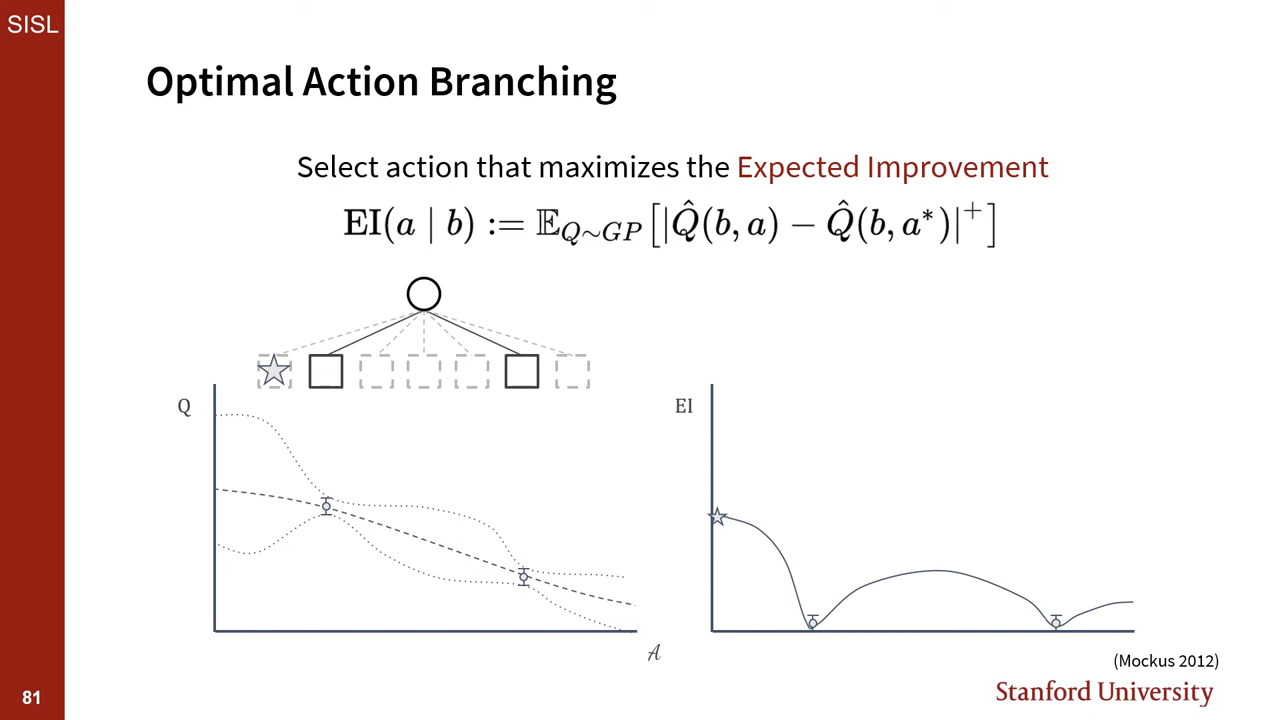 SISL
Optimal Action Branching
Select action that maximizes the Expected Improvement
EI(a | b) := 𝔼_{Q∼GP}[|Q̂(b, a) − Q̂(b, a*)|⁺]
Q
EI
𝒜
(Mockus 2012)
81
Stanford University